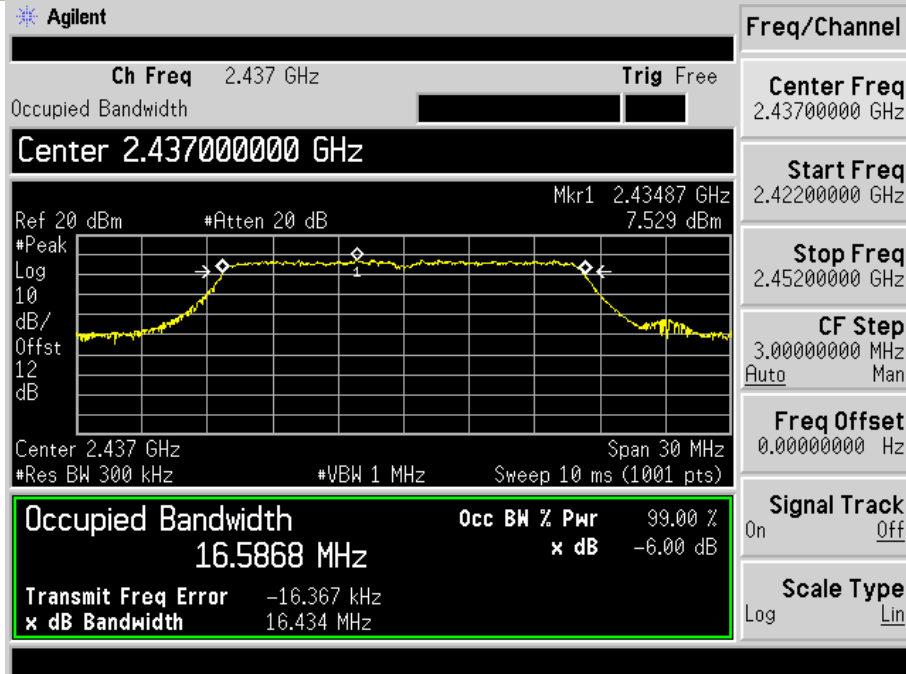 Agilent
Freq/Channel
Ch Freq 2.437 GHz Trig Free
Occupied Bandwidth
Center 2.437000000 GHz
Mkr1 2.43487 GHz
Ref 20 dBm #Atten 20 dB 7.529 dBm
#Peak
Log
10
dB/
Offst
12
dB
1
Center 2.437 GHz Span 30 MHz
#Res BW 300 kHz #VBW 1 MHz Sweep 10 ms (1001 pts)
Occupied Bandwidth Occ BW % Pwr 99.00 %
16.5868 MHz x dB -6.00 dB
Transmit Freq Error -16.367 kHz
x dB Bandwidth 16.434 MHz
Center Freq
2.43700000 GHz
Start Freq
2.42200000 GHz
Stop Freq
2.45200000 GHz
CF Step
3.00000000 MHz
Auto Man
Freq Offset
0.00000000 Hz
Signal Track
On Off
Scale Type
Log Lin